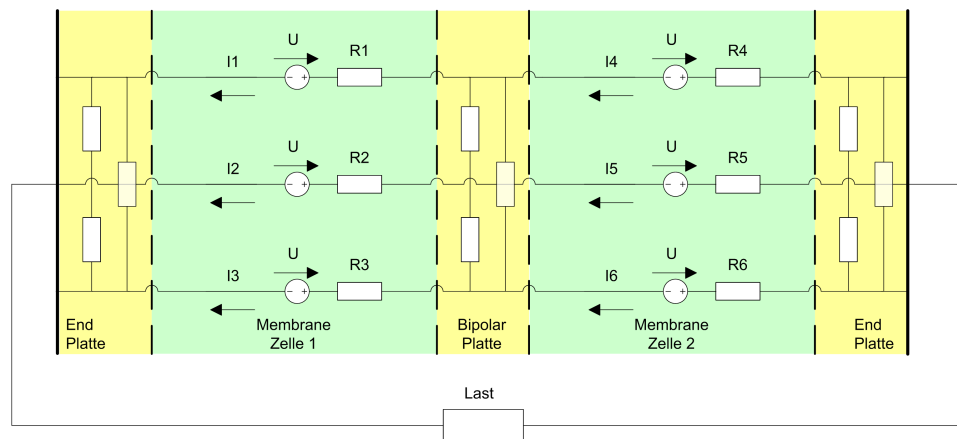 U R1 U R4
I1 I4
U R2 U R5
I2 I5
U R3 U R6
I3 I6
End Platte
Membrane Zelle 1
Bipolar Platte
Membrane Zelle 2
End Platte
Last